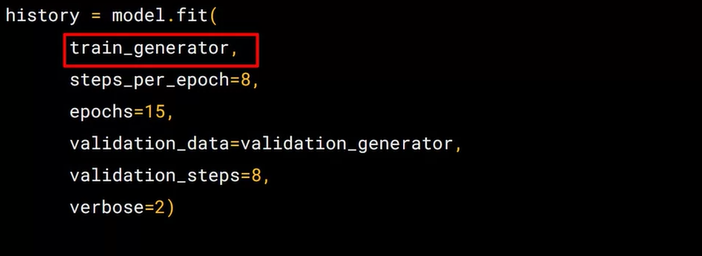 history = model.fit(
train_generator,
steps_per_epoch=8,
epochs=15,
validation_data=validation_generator,
validation_steps=8,
verbose=2)